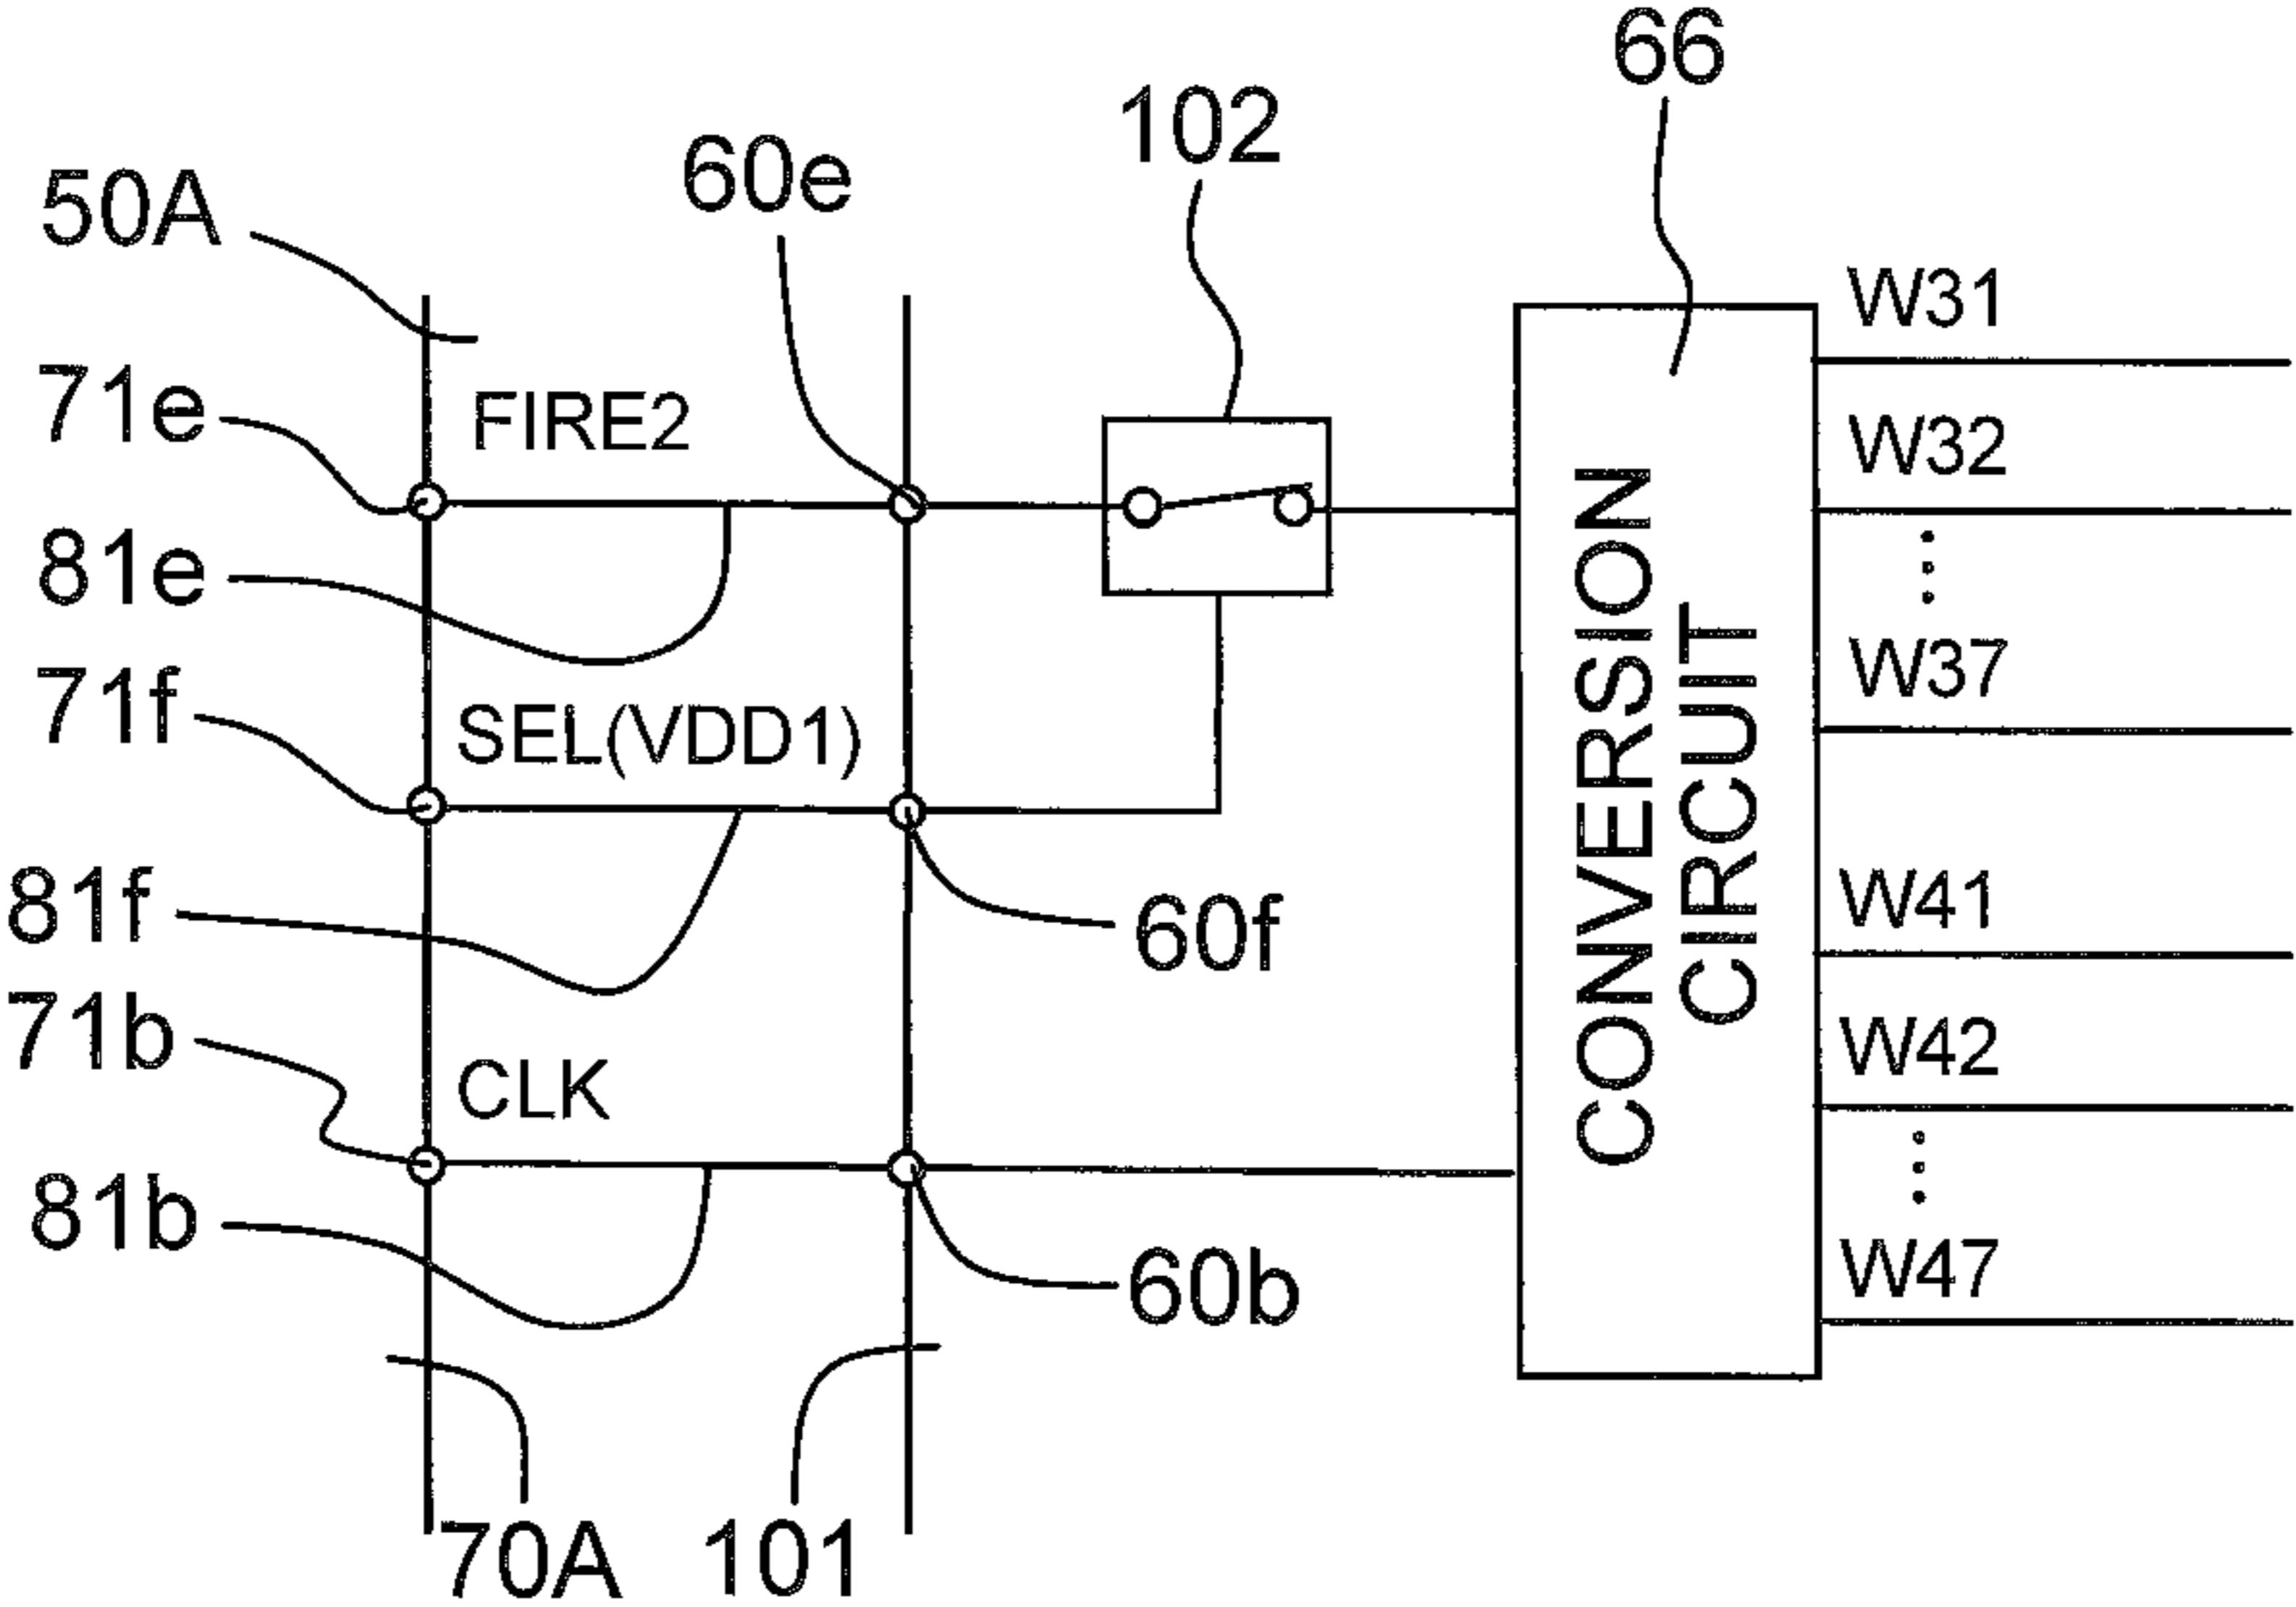 66
102
60e
50A
W31
71e
FIRE2
W32
81e
W37
71f
SEL(VDD1)
CONVERSION
CIRCUIT
81f
60f
W41
71b
CLK
W42
81b
60b
W47
70A
101